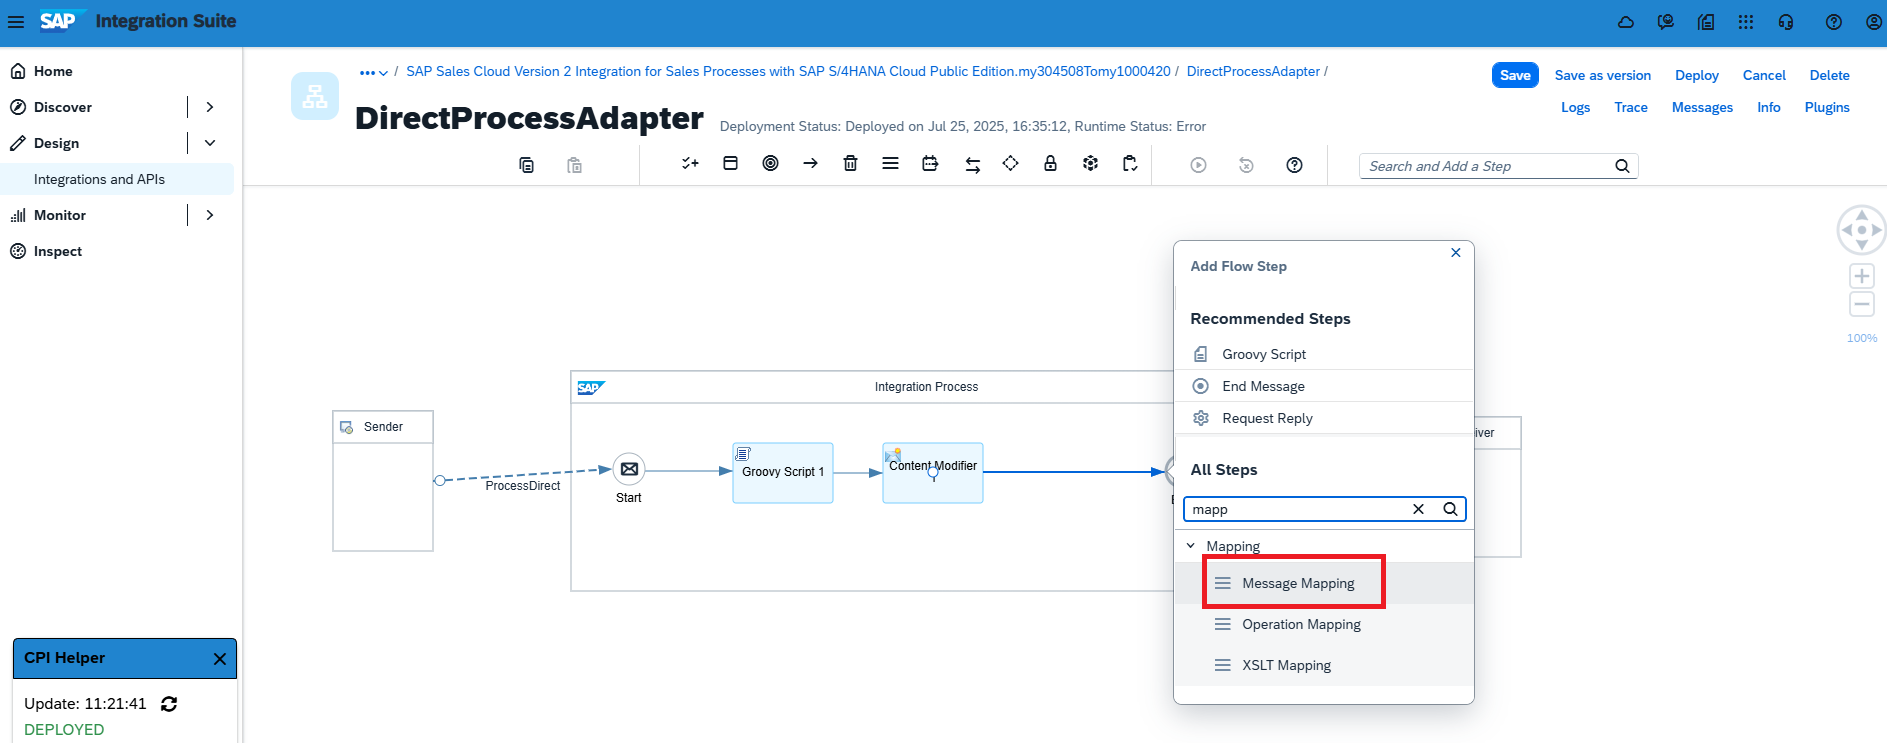 SAP Integration Suite
Home
Discover
Design
Integrations and APIs
Monitor
Inspect
••• / SAP Sales Cloud Version 2 Integration for Sales Processes with SAP S/4HANA Cloud Public Edition.my304508Tomy1000420 / DirectProcessAdapter /
DirectProcessAdapter
Deployment Status: Deployed on Jul 25, 2025, 16:35:12, Runtime Status: Error
Save Save as version Deploy Cancel Delete
Logs Trace Messages Info Plugins
Search and Add a Step
100%
SAP
Integration Process
Sender
ProcessDirect
Start
Groovy Script 1
Content Modifier
E
iver
Add Flow Step
Recommended Steps
Groovy Script
End Message
Request Reply
All Steps
mapp
Mapping
Message Mapping
Operation Mapping
XSLT Mapping
CPI Helper
Update: 11:21:41
DEPLOYED